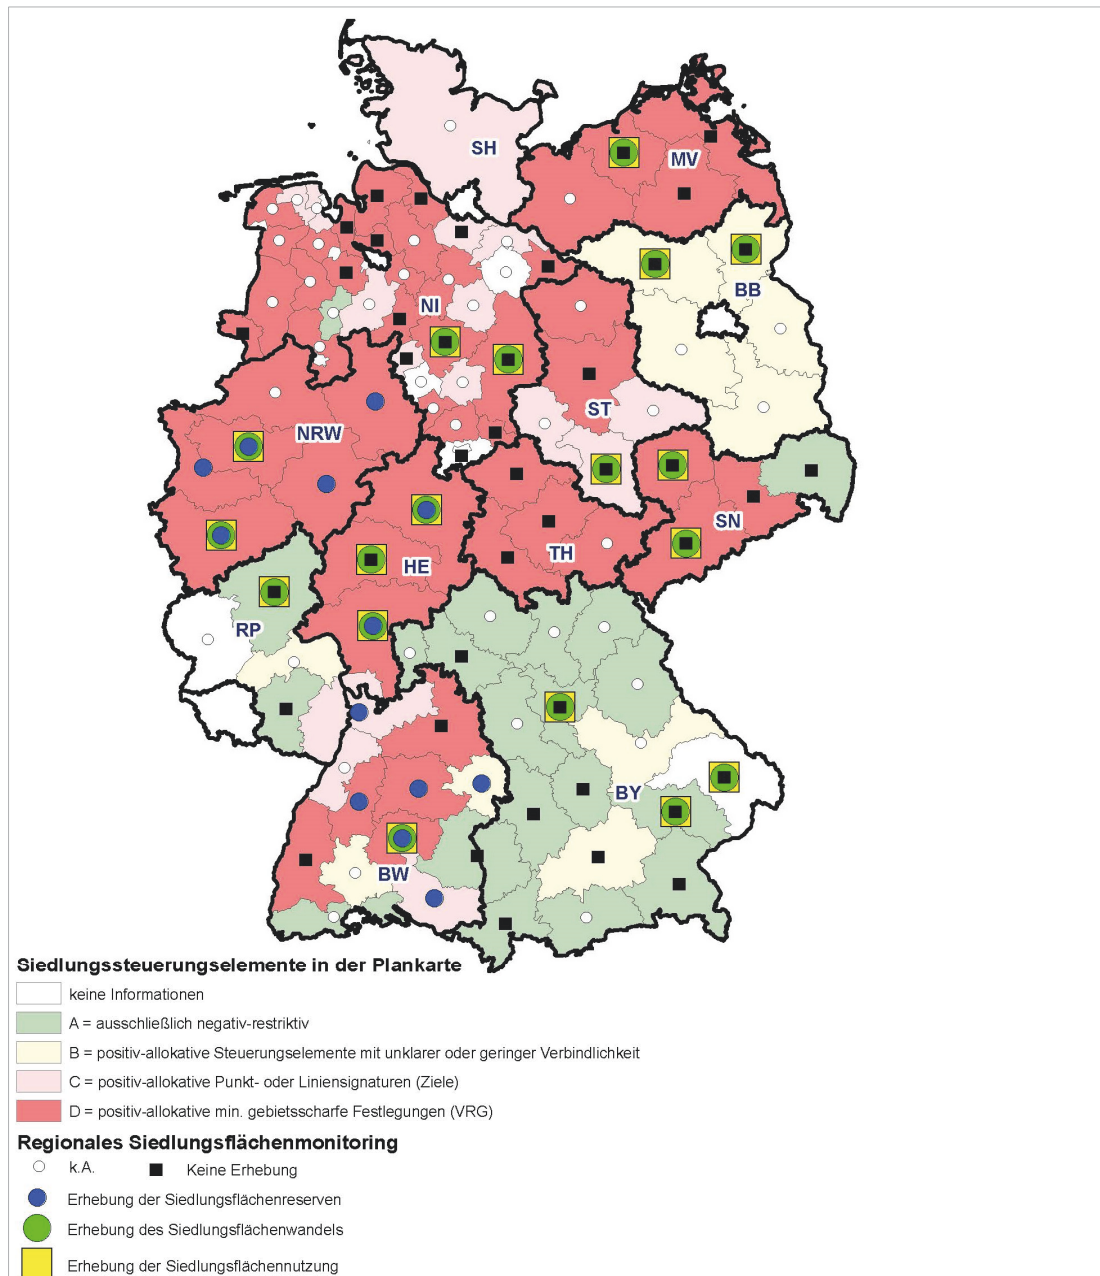 SH
MV
NI
BB
ST
NRW
SN
TH
HE
RP
BY
BW
Siedlungssteuerungselemente in der Plankarte
keine Informationen
A = ausschließlich negativ-restriktiv
B = positiv-allokative Steuerungselemente mit unklarer oder geringer Verbindlichkeit
C = positiv-allokative Punkt- oder Liniensignaturen (Ziele)
D = positiv-allokative min. gebietsscharfe Festlegungen (VRG)
Regionales Siedlungsflächenmonitoring
k.A. Keine Erhebung
Erhebung der Siedlungsflächenreserven
Erhebung des Siedlungsflächenwandels
Erhebung der Siedlungsflächennutzung